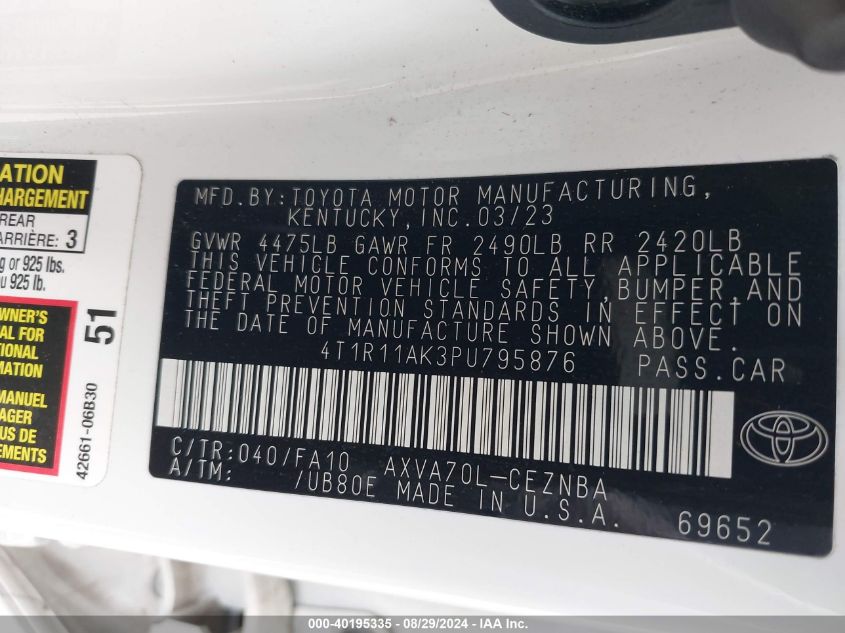 ATION
HARGEMENT
REAR
ARRIÈRE: 3
g or 925 lbs.
u 925 lb.
WNER'S
AL FOR
TIONAL
MATION
MANUEL
AGER
US DE
EMENTS
51
42661-06B30
MFD.BY:TOYOTA MOTOR MANUFACTURING,
KENTUCKY,INC.03/23
GVWR 4475LB GAWR FR 2490LB RR 2420LB
THIS VEHICLE CONFORMS TO ALL APPLICABLE
FEDERAL MOTOR VEHICLE SAFETY,BUMPER,AND
THEFT PREVENTION STANDARDS IN EFFECT ON
THE DATE OF MANUFACTURE SHOWN ABOVE.
4T1R11AK3PU795876 PASS.CAR
C/TR:040/FA10 AXVA70L-CEZNBA
A/TM: /UB80E MADE IN U.S.A.
69652
000-40195335 - 08/29/2024 - IAAI.COM